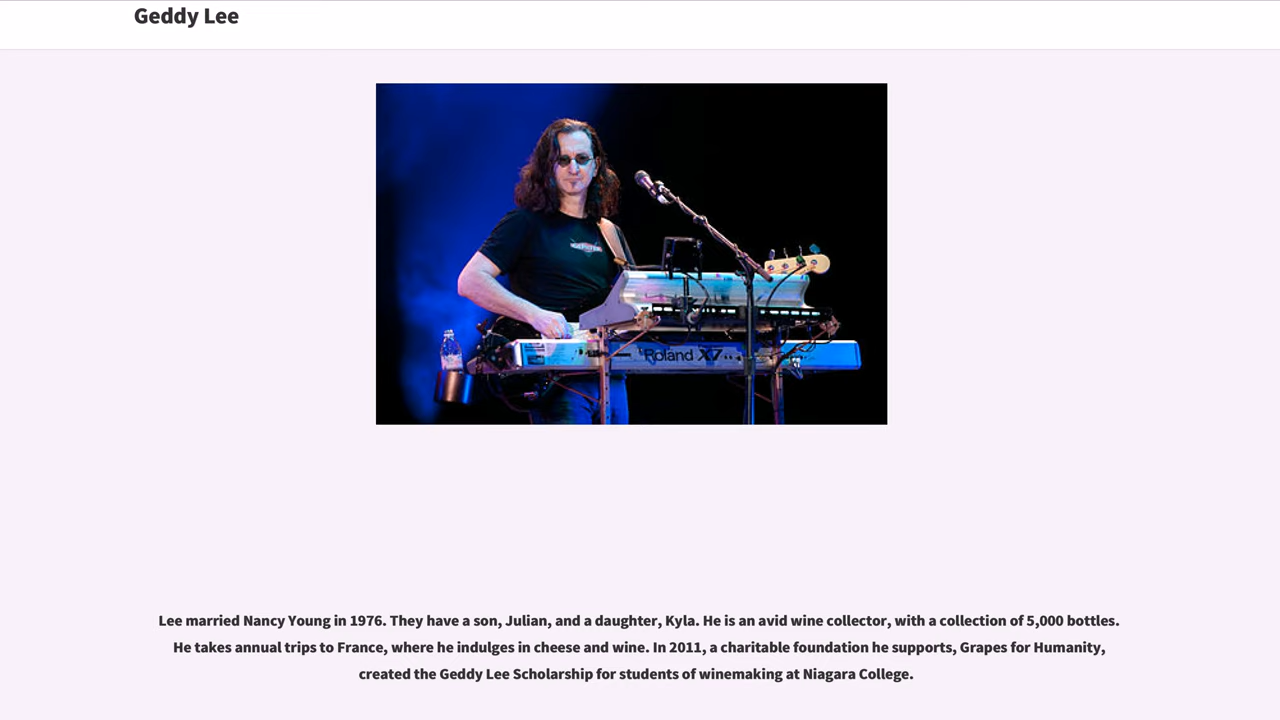 Geddy Lee
Roland X7
Lee married Nancy Young in 1976. They have a son, Julian, and a daughter, Kyla. He is an avid wine collector, with a collection of 5,000 bottles.
He takes annual trips to France, where he indulges in cheese and wine. In 2011, a charitable foundation he supports, Grapes for Humanity,
created the Geddy Lee Scholarship for students of winemaking at Niagara College.